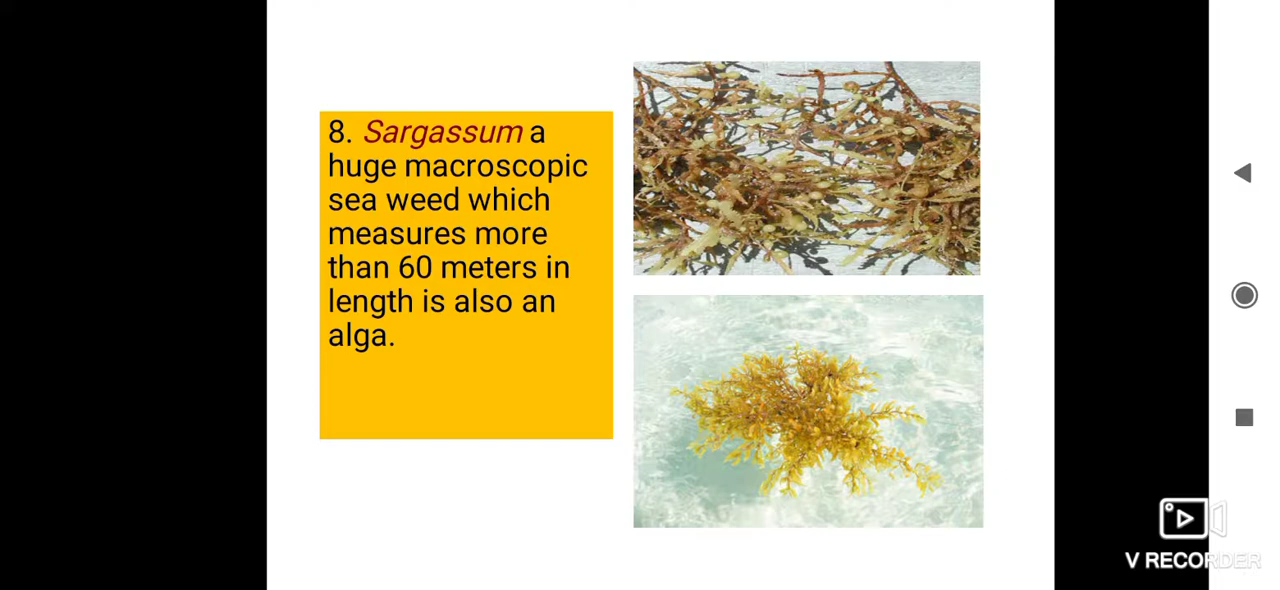 8. Sargassum a
huge macroscopic
sea weed which
measures more
than 60 meters in
length is also an
alga.
V RECORDER